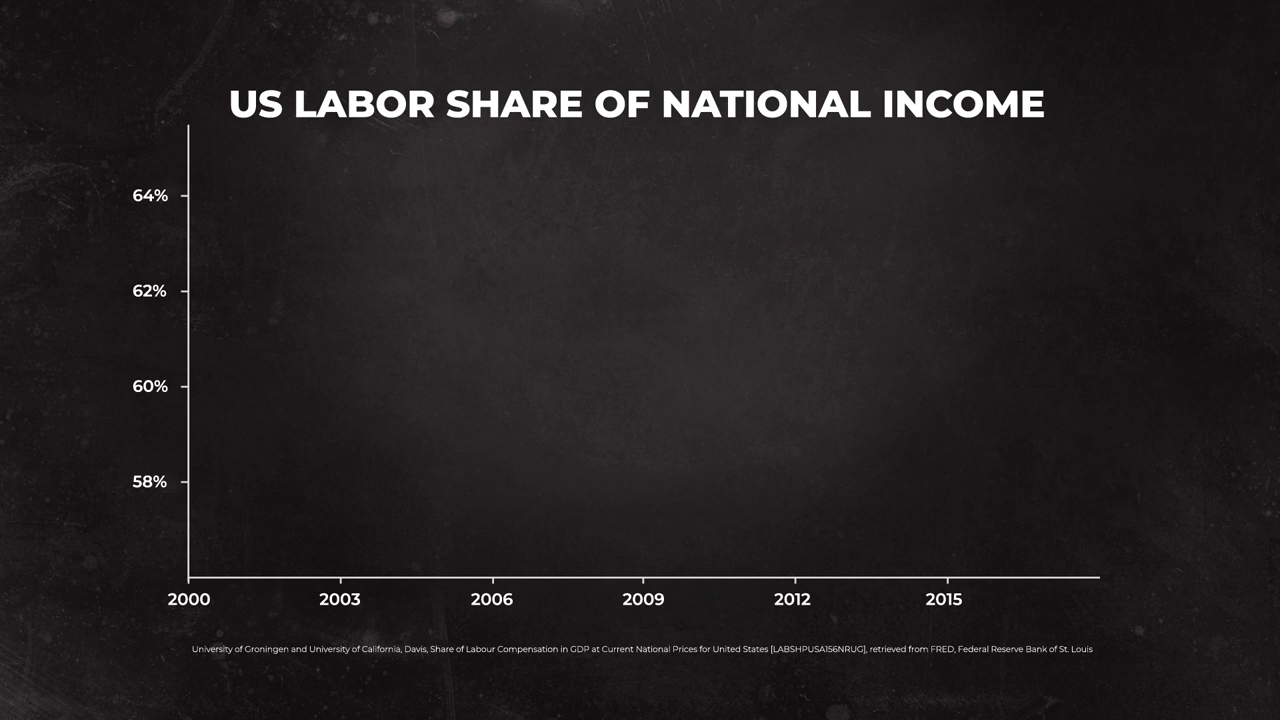 US LABOR SHARE OF NATIONAL INCOME
64%
62%
60%
58%
2000 2003 2006 2009 2012 2015
University of Groningen and University of California, Davis, Share of Labour Compensation in GDP at Current National Prices for United States [LABSHPUSA156NRUG], retrieved from FRED, Federal Reserve Bank of St. Louis